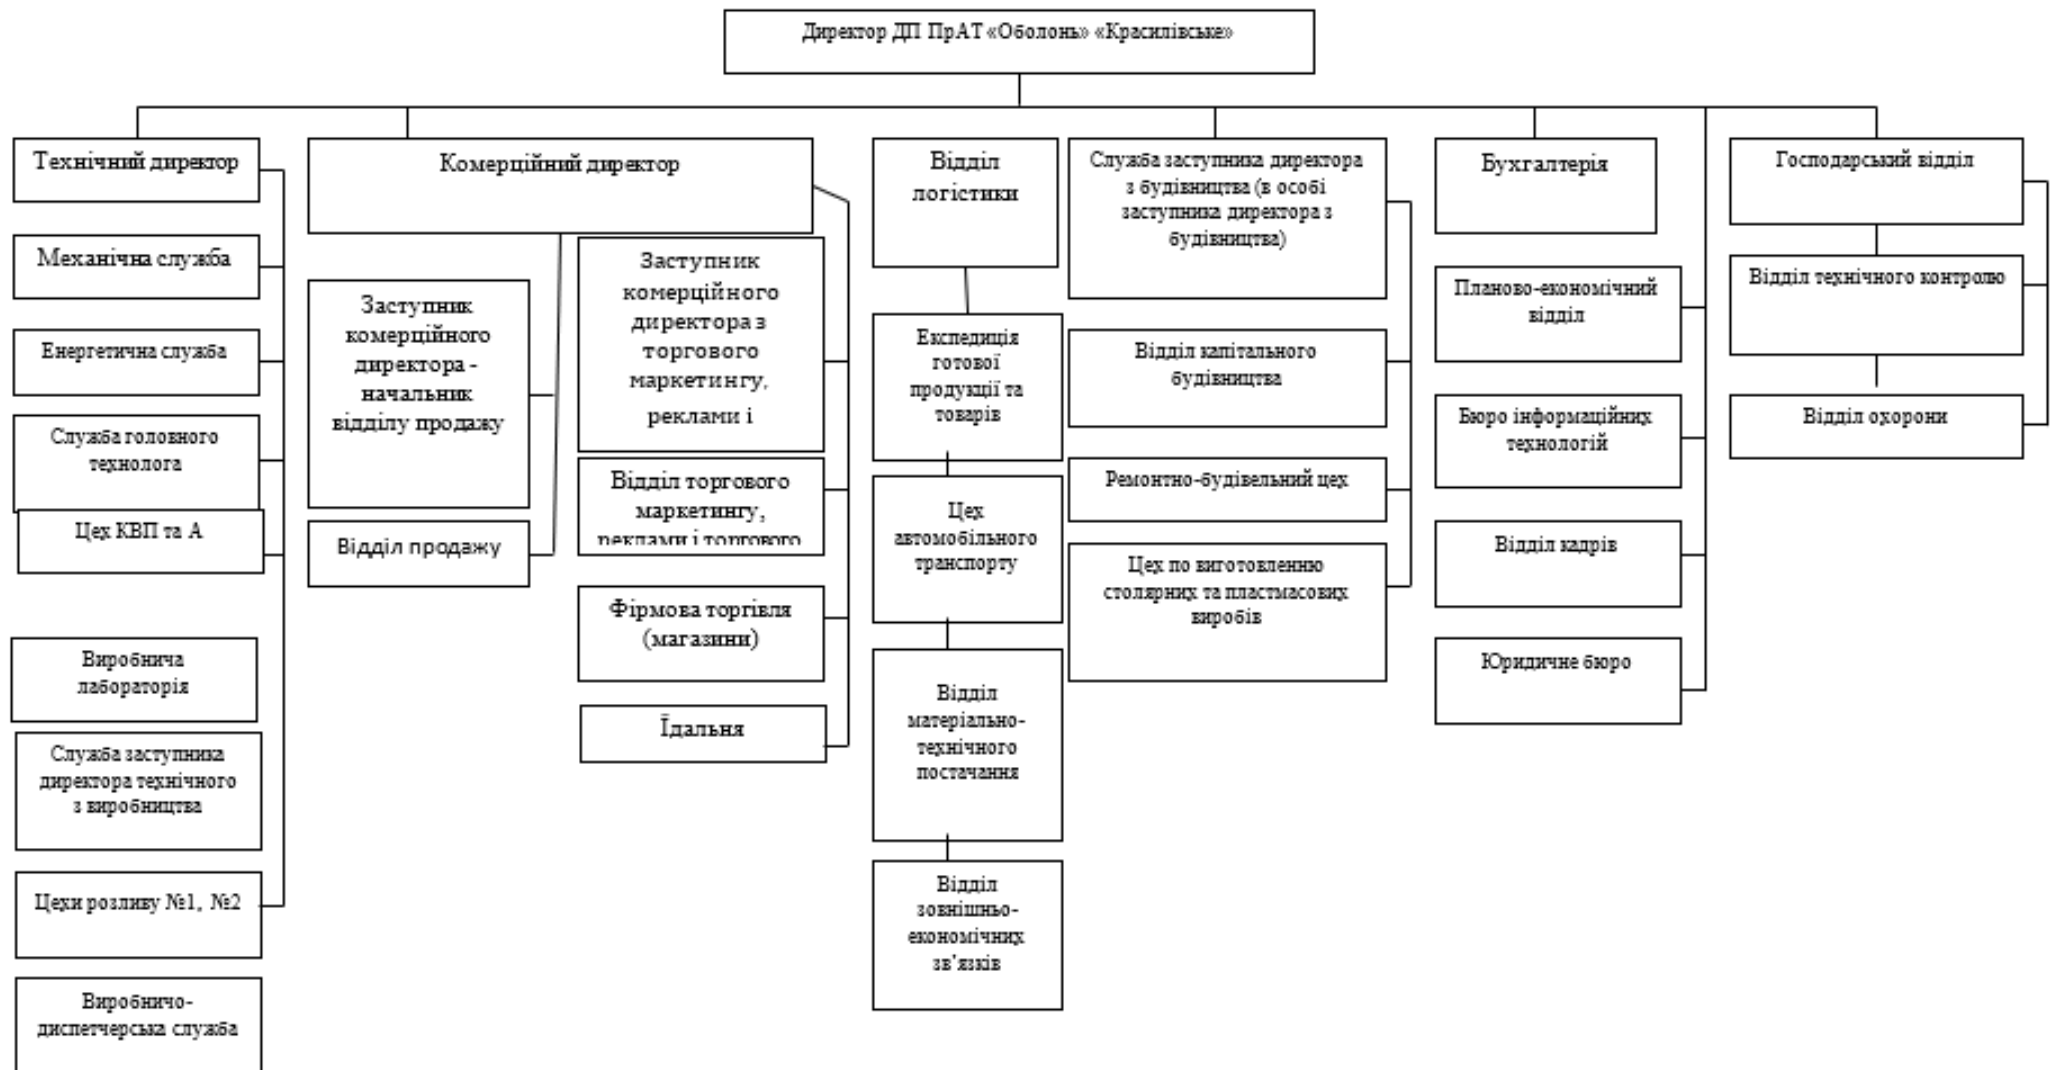 Директор ДП ПрАТ «Оболонь» «Красилівське»
Технічний директор
Механічна служба
Енергетична служба
Служба головного
технолога
Цех КВП та А
Виробнича
лабораторія
Служба заступника
директора технічного
з виробництва
Цехи розливу №1, №2
Виробничо-
диспетчерська служба
Комерційний директор
Заступник
комерційного
директора -
начальник
відділу продажу
Відділ продажу
Заступник
комерційного
директора з
торгового
маркетингу,
реклами і
Відділ торгового
маркетингу,
реклами і торгового
Фірмова торгівля
(магазини)
Їдальня
Відділ
логістики
Експедиція
готової
продукції та
товарів
Цех
автомобільного
транспорту
Відділ
матеріально-
технічного
постачання
Відділ
зовнішньо-
економічних
зв'язків
Служба заступника директора
з будівництва (в особі
заступника директора з
будівництва)
Відділ капітального
будівництва
Ремонтно-будівельний цех
Цех по виготовленню
столярних та пластмасових
виробів
Бухгалтерія
Планово-економічний
відділ
Бюро інформаційних
технологій
Відділ кадрів
Юридичне бюро
Господарський відділ
Відділ технічного контролю
Відділ охорони